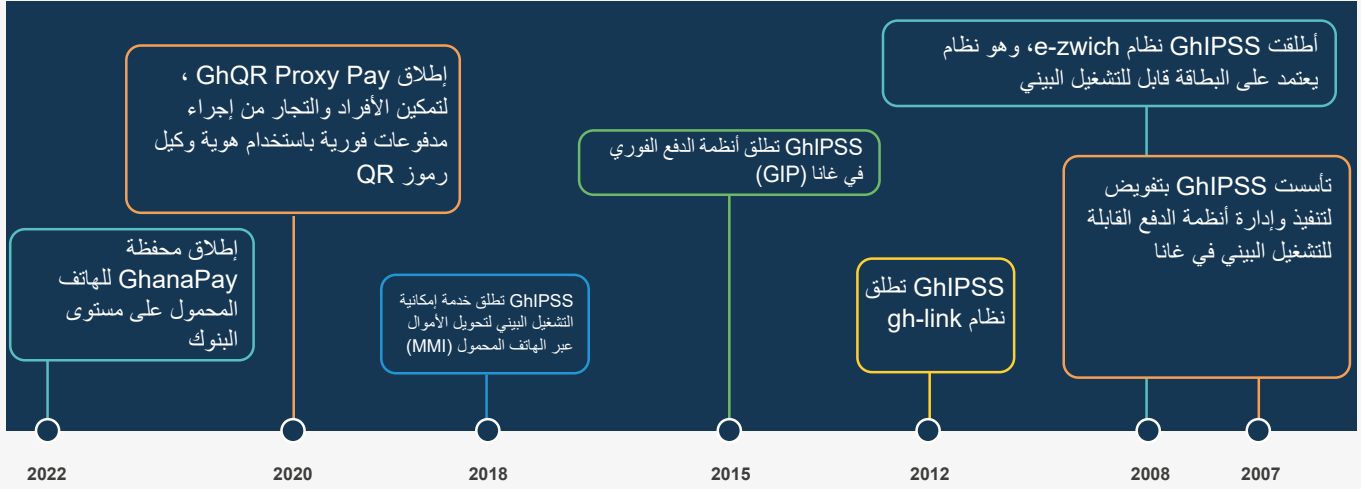 أطلقت GhIPSS نظام e-zwich، وهو نظام
يعتمد على البطاقة قابل للتشغيل البيني
تأسست GhIPSS بتفويض
لتنفيذ وإدارة أنظمة الدفع القابلة
للتشغيل البيني في غانا
GhIPSS تطلق
نظام gh-link
GhIPSS تطلق أنظمة الدفع الفوري
في غانا (GIP)
GhIPSS تطلق خدمة إمكانية
التشغيل البيني لتحويل الأموال
عبر الهاتف المحمول (MMI)
إطلاق GhQR Proxy Pay ،
لتمكين الأفراد والتجار من إجراء
مدفوعات فورية باستخدام هوية وكيل
رموز QR
إطلاق محفظة
GhanaPay للهاتف
المحمول على مستوى
البنوك
2007
2008
2012
2015
2018
2020
2022